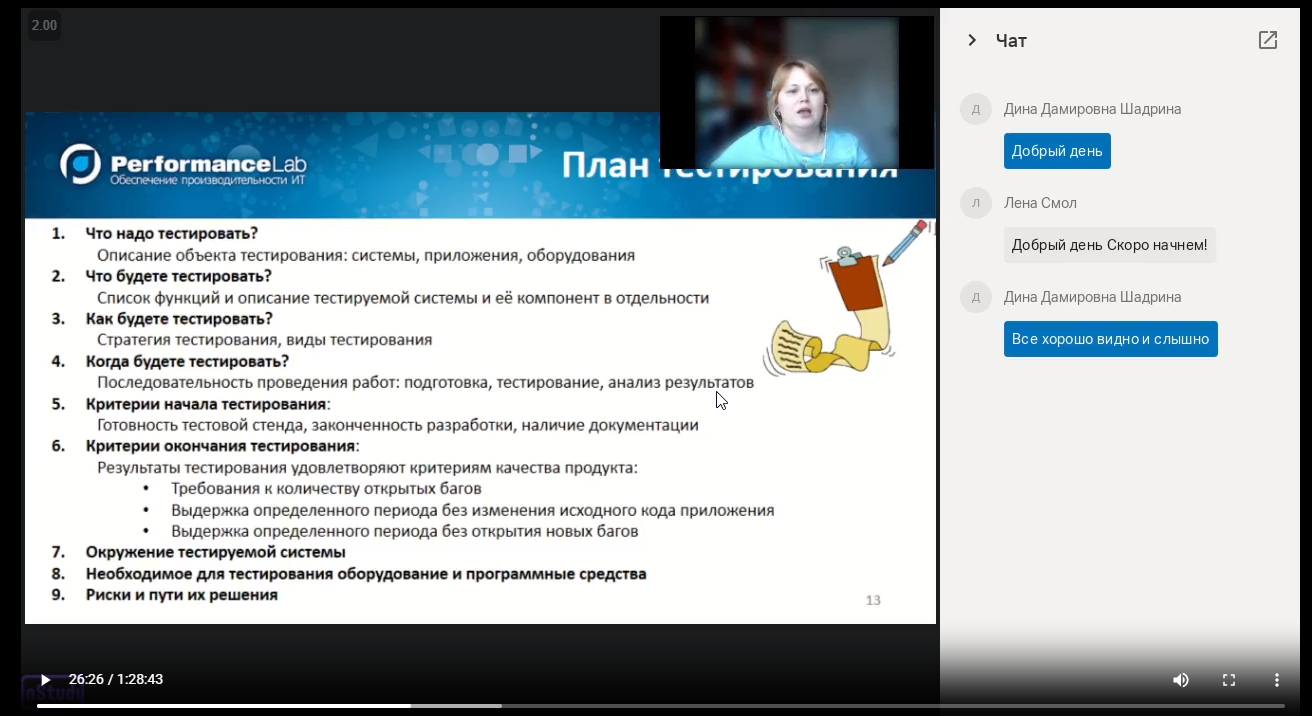 2.00
PerformanceLab
Обеспечение производительности ИТ
План тестирования
1. Что надо тестировать?
Описание объекта тестирования: системы, приложения, оборудования
2. Что будете тестировать?
Список функций и описание тестируемой системы и её компонент в отдельности
3. Как будете тестировать?
Стратегия тестирования, виды тестирования
4. Когда будете тестировать?
Последовательность проведения работ: подготовка, тестирование, анализ результатов
5. Критерии начала тестирования:
Готовность тестовой стенда, законченность разработки, наличие документации
6. Критерии окончания тестирования:
Результаты тестирования удовлетворяют критериям качества продукта:
• Требования к количеству открытых багов
• Выдержка определенного периода без изменения исходного кода приложения
• Выдержка определенного периода без открытия новых багов
7. Окружение тестируемой системы
8. Необходимое для тестирования оборудование и программные средства
9. Риски и пути их решения
13
26:26 / 1:28:43
Чат
Д
Дина Дамировна Шадрина
Добрый день
Л
Лена Смол
Добрый день Скоро начнем!
Д
Дина Дамировна Шадрина
Все хорошо видно и слышно